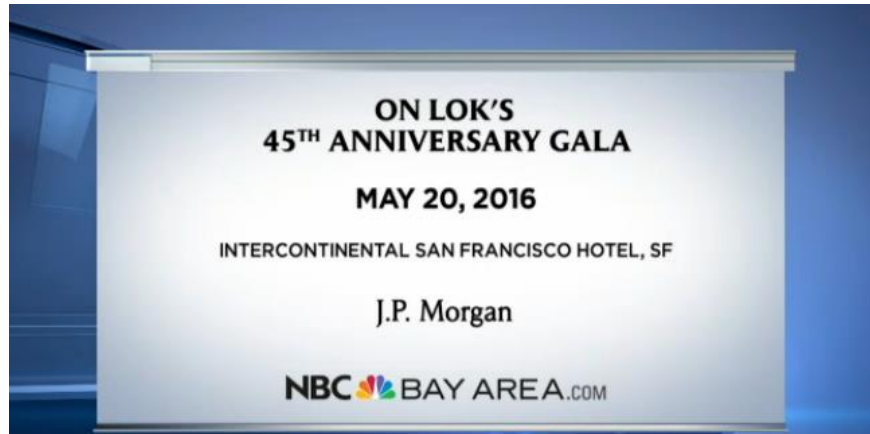 ON LOK'S
45TH ANNIVERSARY GALA
MAY 20, 2016
INTERCONTINENTAL SAN FRANCISCO HOTEL, SF
J.P. Morgan
NBC BAY AREA.COM